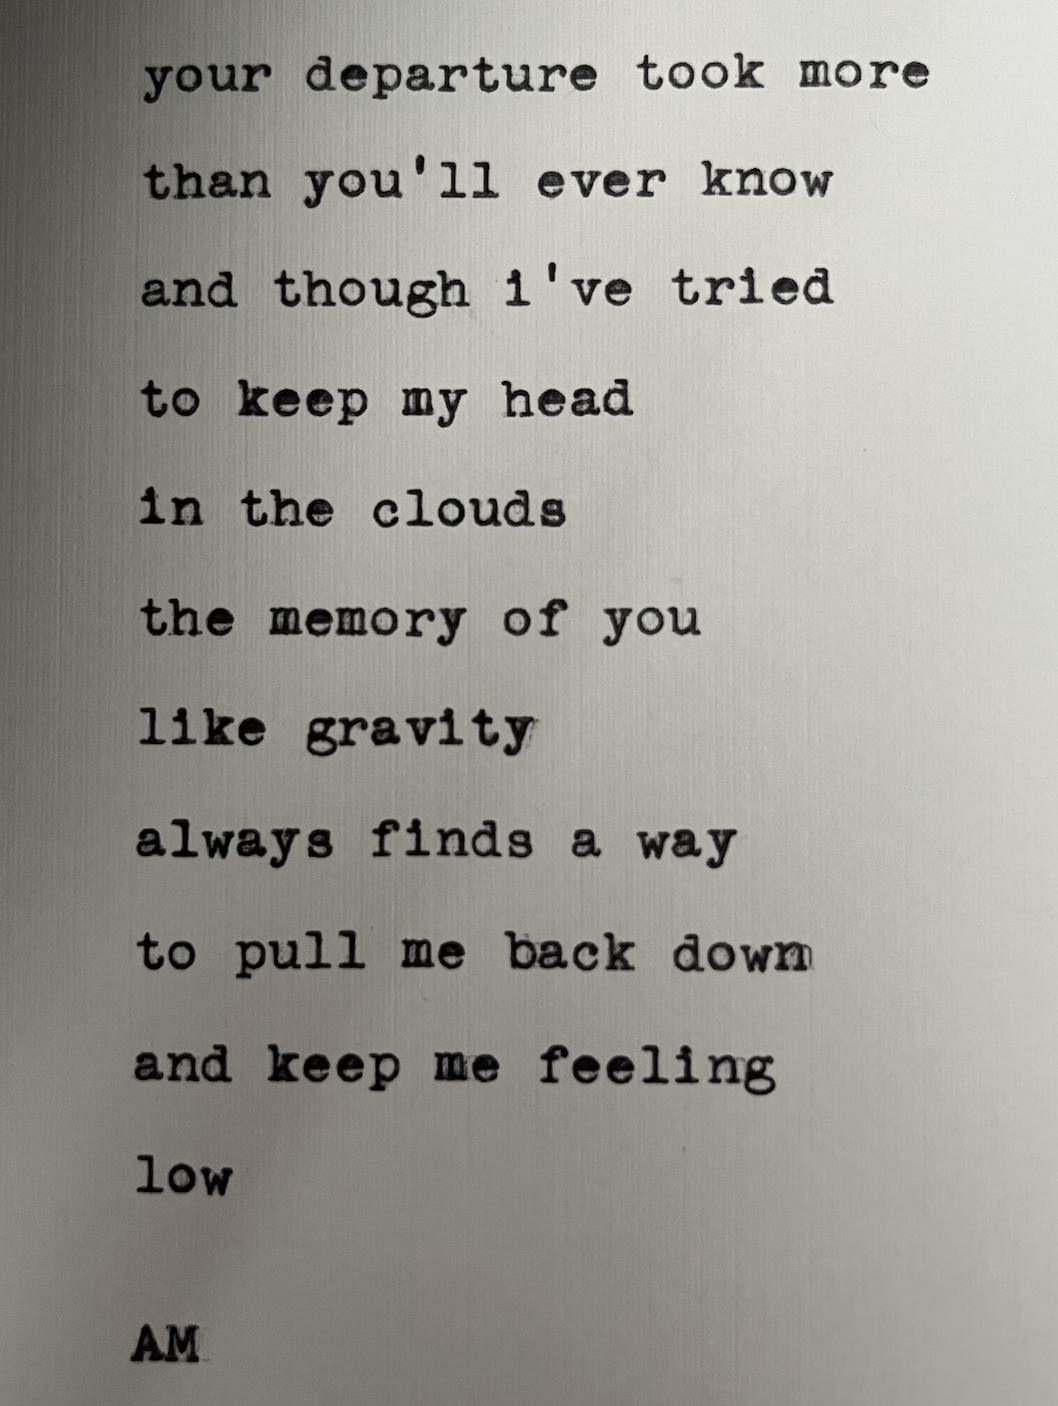 your departure took more
than you'll ever know
and though i've tried
to keep my head
in the clouds
the memory of you
like gravity
always finds a way
to pull me back down
and keep me feeling
low
AM